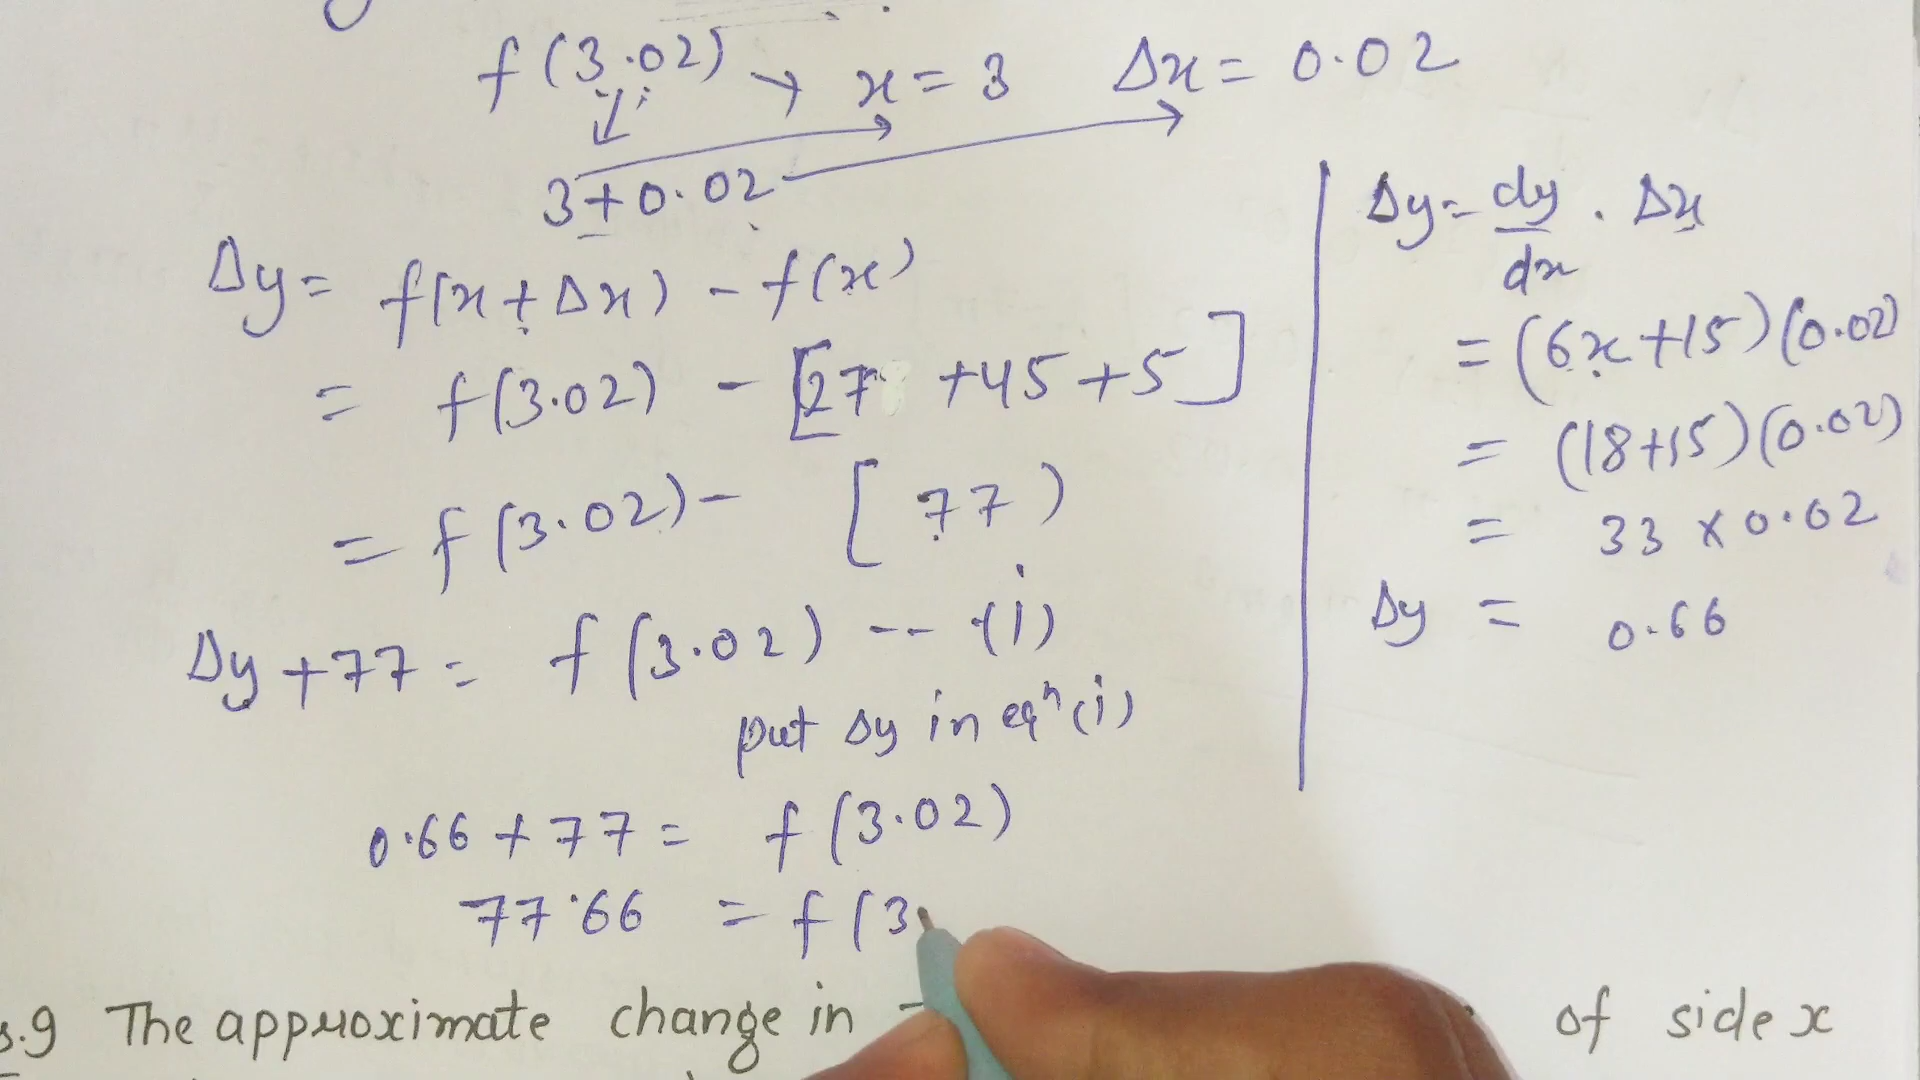 f(3.02) → x = 3 Δx = 0.02
3+0.02
Δy = f(x+Δx) - f(x)
= f(3.02) - [27 +45+5]
= f(3.02) - [77)
Δy +77 = f(3.02) -- (i)
put Δy in eqⁿ(i)
0.66 + 77 = f(3.02)
77.66 = f(3
Δy = dy/dx . Δx
= (6x+15)(0.02)
= (18+15)(0.02)
= 33 x 0.02
Δy = 0.66
.9 The approximate change in of side x